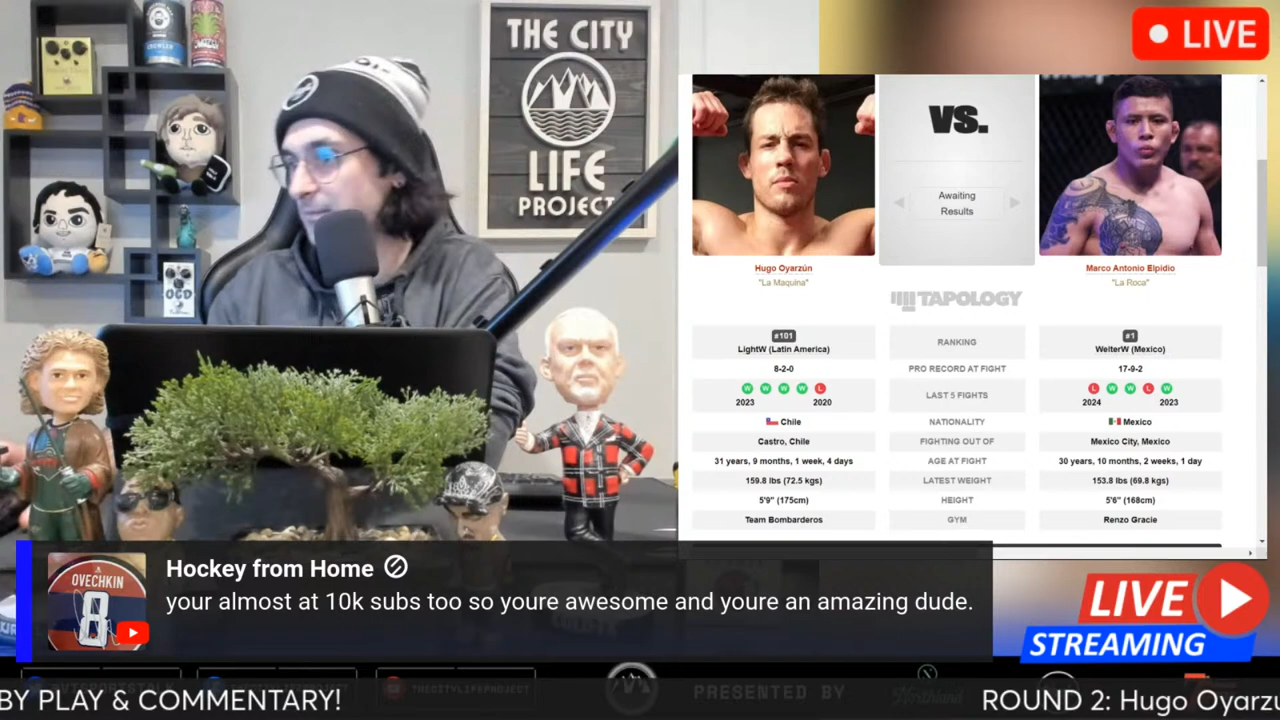 THE CITY
LIFE
PROJECT
LIVE
VS.
Awaiting
Results
Hugo Oyarzún
"La Maquina"
Marco Antonio Elpidio
"La Roca"
TAPOLOGY
#101
LightW (Latin America)
RANKING
#1
WelterW (Mexico)
8-2-0
PRO RECORD AT FIGHT
17-9-2
W W W W L
2023 2020
LAST 5 FIGHTS
L W W L W
2024 2023
Chile
NATIONALITY
Mexico
Castro, Chile
FIGHTING OUT OF
Mexico City, Mexico
31 years, 9 months, 1 week, 4 days
AGE AT FIGHT
30 years, 10 months, 2 weeks, 1 day
159.8 lbs (72.5 kgs)
LATEST WEIGHT
153.8 lbs (69.8 kgs)
5'9" (175cm)
HEIGHT
5'6" (168cm)
Team Bombarderos
GYM
Renzo Gracie
OCD
OVECHKIN
8
Hockey from Home
your almost at 10k subs too so youre awesome and youre an amazing dude.
LIVE
STREAMING
THECITYLIFEPROJECT
PRESENTED BY
BY PLAY & COMMENTARY!
ROUND 2: Hugo Oyarzú